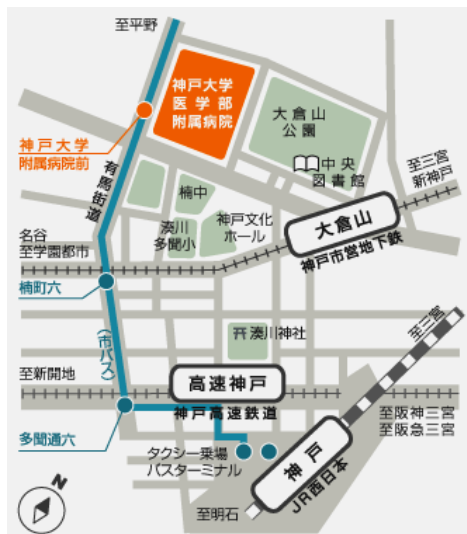 至平野
神戸大学
医学部
附属病院
大倉山
公園
神戸大学
附属病院前
中央
図書館
至三宮
新神戸
有馬街道
楠中
湊川
多聞小
神戸文化
ホール
大倉山
神戸市営地下鉄
名谷
至学園都市
楠町六
(市バス)
湊川神社
至三宮
至新開地
高速神戸
神戸高速鉄道
至阪神三宮
至阪急三宮
多聞通六
タクシー乗場
バスターミナル
神戸
JR西日本
至明石
N